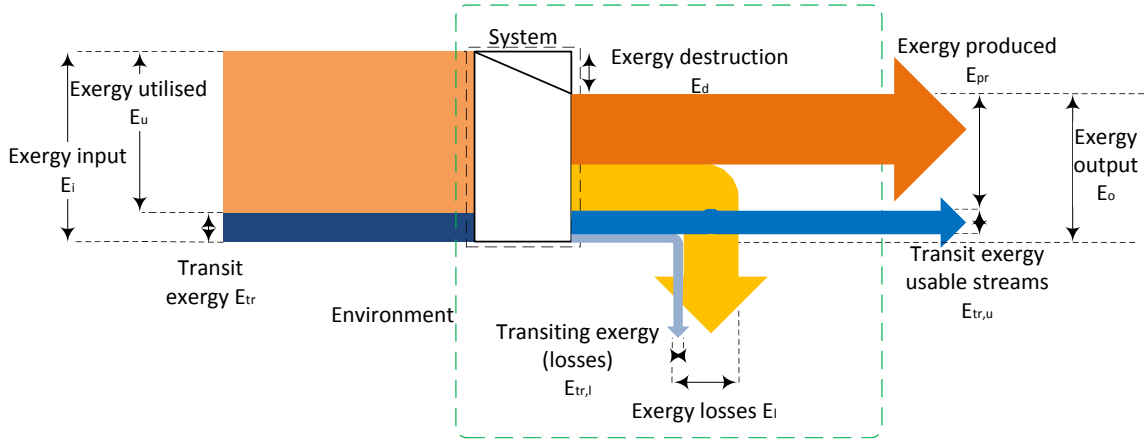 System
Exergy utilised
Eu
Exergy input
Ei
Transit
exergy Etr
Environment
Exergy destruction
Ed
Exergy produced
Epr
Exergy
output
Eo
Transit exergy
usable streams
Etr,u
Transiting exergy
(losses)
Etr,l
Exergy losses El